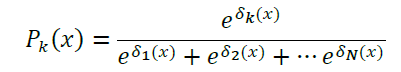 P_k(x) = e^{δ_k(x)} / (e^{δ_1(x)} + e^{δ_2(x)} + ⋯ e^{δ_N(x)})